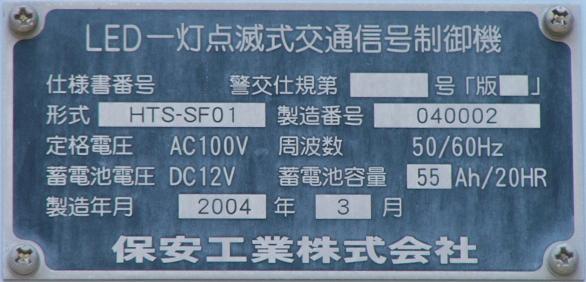 LED一灯点滅式交通信号制御機
仕様書番号 警交仕規第 号「版 」
形式 HTS-SF01 製造番号 040002
定格電圧 AC100V 周波数 50/60Hz
蓄電池電圧 DC12V 蓄電池容量 55 Ah/20HR
製造年月 2004 年 3 月
保安工業株式会社